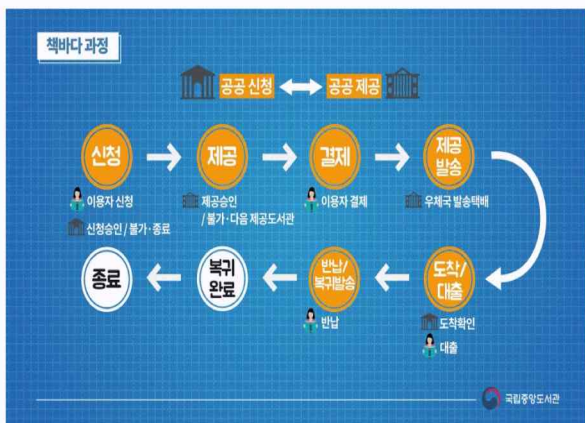 책바다 과정
공공 신청 공공 제공
신청
제공
결제
제공
발송
이용자 신청
신청승인 / 불가·종료
제공승인
/ 불가·다음 제공도서관
이용자 결제
우체국 발송택배
도착/
대출
도착확인
대출
반납/
복귀발송
반납
복귀
완료
종료
국립중앙도서관